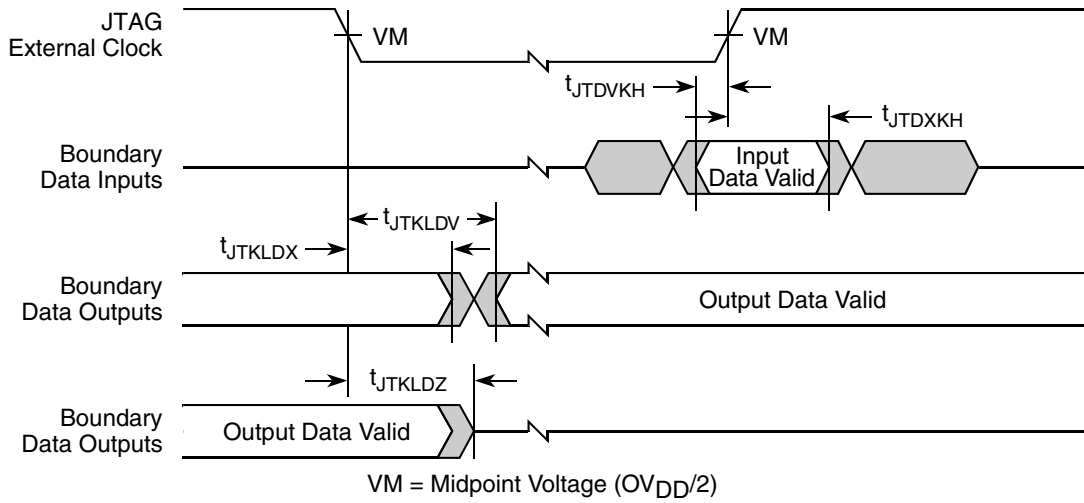 JTAG
External Clock
VM
VM
tJTDVKH
tJTDXKH
Boundary
Data Inputs
Input
Data Valid
tJTKLDV
tJTKLDX
Boundary
Data Outputs
Output Data Valid
tJTKLDZ
Boundary
Data Outputs
Output Data Valid
VM = Midpoint Voltage (OVDD/2)